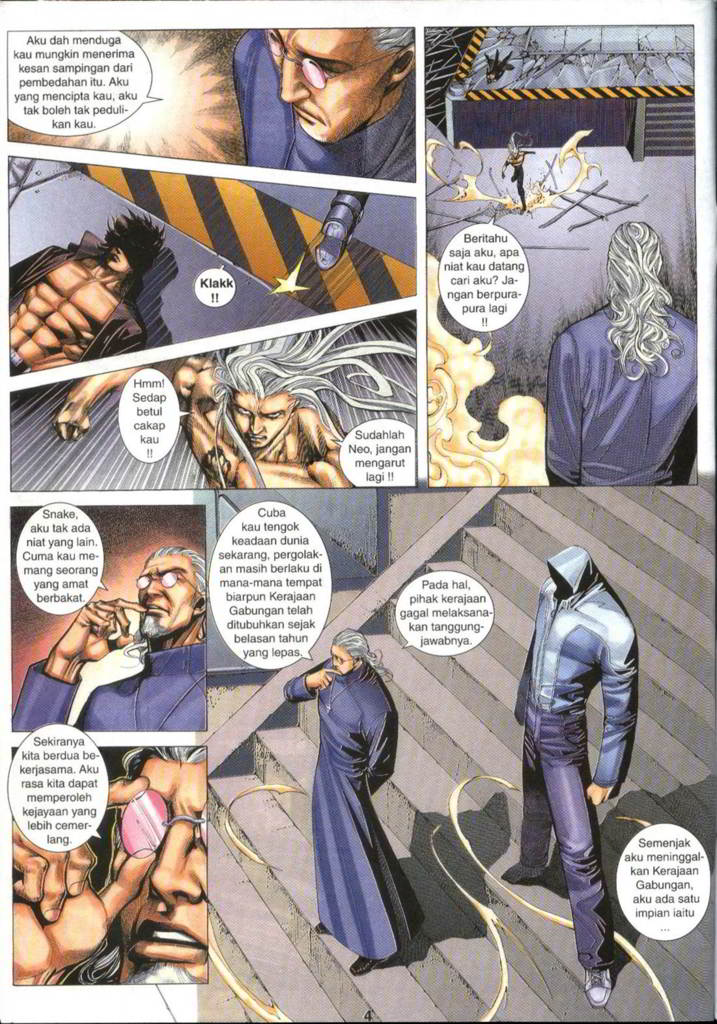 Aku dah menduga
kau mungkin menerima
kesan sampingan dari
pembedahan itu. Aku
yang mencipta kau, aku
tak boleh tak peduli-
kan kau.
Klakk
!!
Hmm!
Sedap
betul
cakap
kau
!!
Sudahlah
Neo, jangan
mengarut
lagi !!
Beritahu
saja aku, apa
niat kau datang
cari aku? Ja-
ngan berpura-
pura lagi
!!
Snake,
aku tak ada
niat yang lain.
Cuma kau me-
mang seorang
yang amat
berbakat.
Sekiranya
kita berdua be-
kerjasama. Aku
rasa kita dapat
memperoleh
kejayaan yang
lebih cemer-
lang.
Cuba
kau tengok
keadaan dunia
sekarang, pergolak-
an masih berlaku di
mana-mana tempat
biarpun Kerajaan
Gabungan telah
ditubuhkan sejak
belasan tahun
yang lepas.
Pada hal,
pihak kerajaan
gagal melaksana-
kan tanggung-
jawabnya.
Semenjak
aku meninggal-
kan Kerajaan
Gabungan,
aku ada satu
impian iaitu
...
4